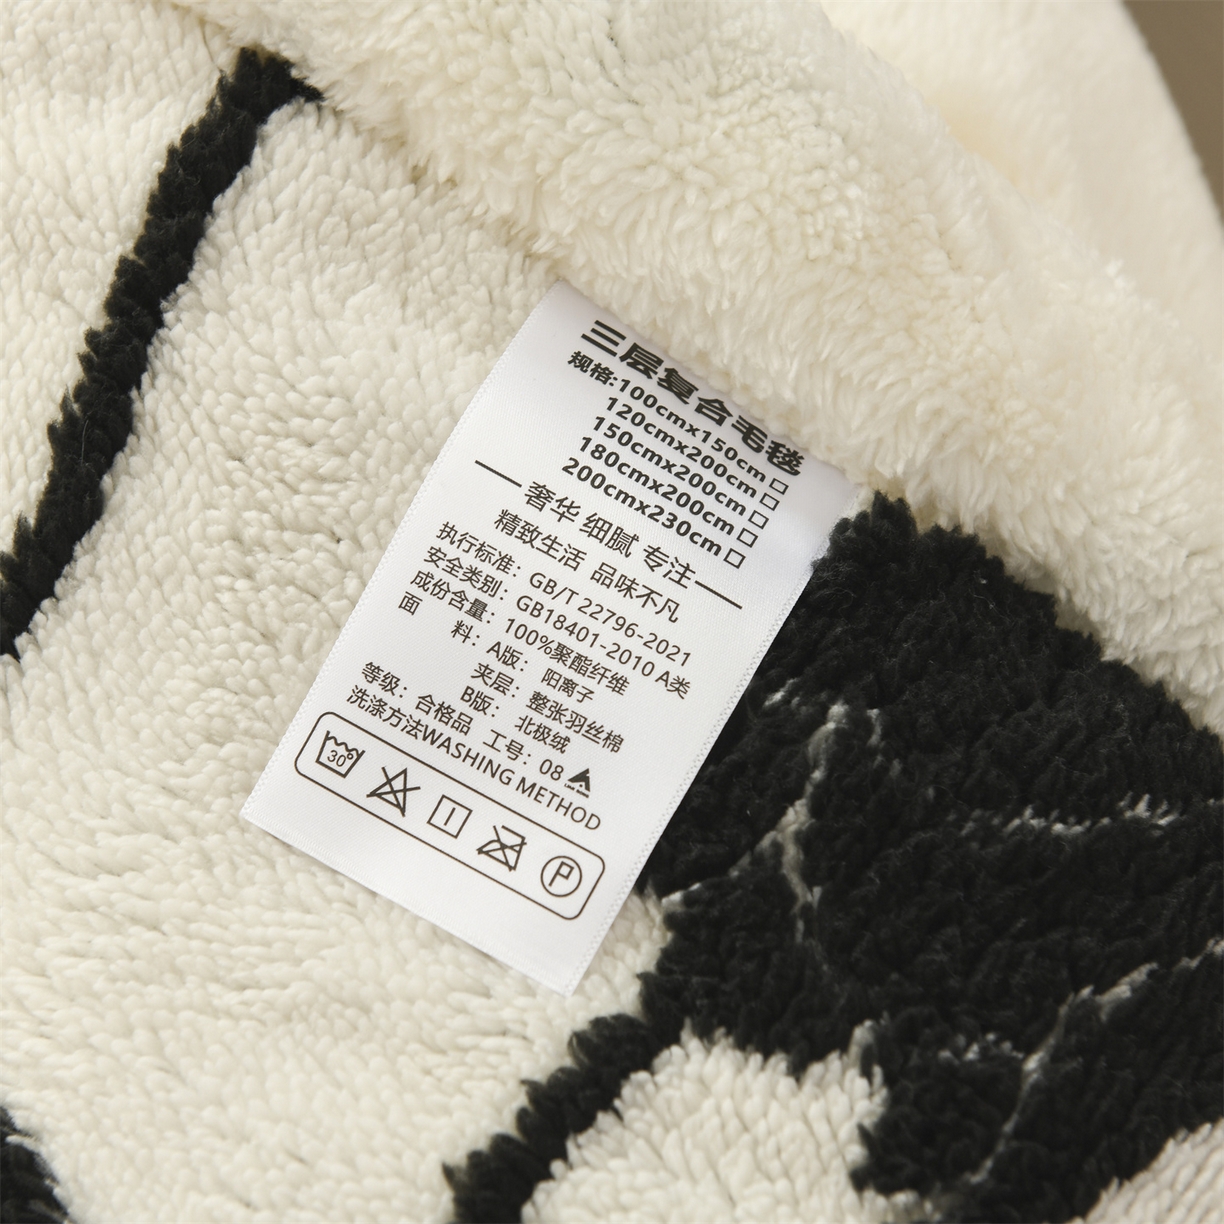 三层复合毛毯
规格:100cmx150cm□
120cmx200cm□
150cmx200cm□
180cmx200cm□
200cmx230cm□
奢华 细腻 专注
精致生活 品味不凡
执行标准: GB/T 22796-2021
安全类别: GB18401-2010 A类
成份含量: 100%聚酯纤维
面 料: A版: 阳离子
夹层: 整张羽丝棉
B版: 北极绒
等级: 合格品 工号: 08
洗涤方法WASHING METHOD
30°
P